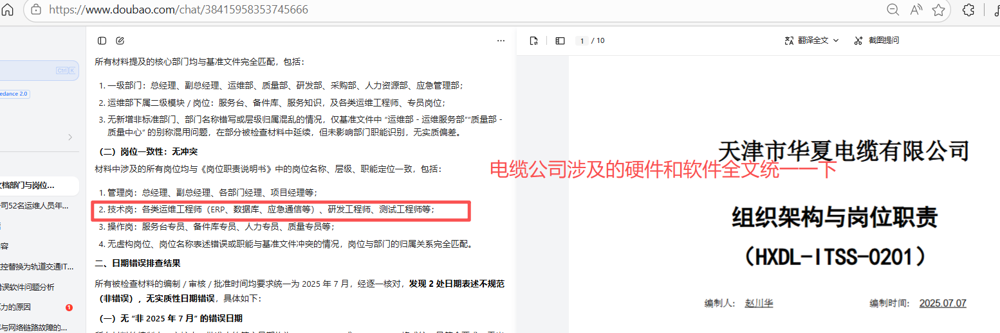 https://www.doubao.com/chat/38415958353745666
1 / 10
翻译全文
截图提问
Ctrl K
edance 2.0
文档部门与岗位...
司52名运维人员年...
内容
控替换为轨道交通IT...
错误软件问题分析
力的原因
1
与网络链路故障的...
所有材料提及的核心部门均与基准文件完全匹配，包括：
1. 一级部门：总经理、副总经理、运维部、质量部、研发部、采购部、人力资源部、应急管理部；
2. 运维部下属二级模块 / 岗位：服务台、备件库、服务知识，及各类运维工程师、专员岗位；
3. 无新增非标准部门、部门名称错写或层级归属混乱的情况，仅基准文件中 “运维部 - 运维服务部”“质量部 -
质量中心” 的别称混用问题，在部分被检查材料中延续，但未影响部门职能识别，无实质偏差。
（二）岗位一致性：无冲突
材料中涉及的所有岗位均与《岗位职责说明书》中的岗位名称、层级、职能定位一致，包括：
1. 管理岗：总经理、副总经理、各部门经理、项目经理等；
2. 技术岗：各类运维工程师（ERP、数据库、应急通信等）、研发工程师、测试工程师等；
3. 操作岗：服务台专员、备件库专员、人力专员、质量专员等；
4. 无虚构岗位、岗位名称表述错误或职能与基准文件冲突的情况，岗位与部门的归属关系完全匹配。
二、日期错误排查结果
所有被检查材料的编制 / 审核 / 批准时间均要求统一为 2025 年 7 月，经逐一核对，发现 2 处日期表述不规范
（非错误），无实质性日期错误，具体如下：
（一）无 “非 2025 年 7 月” 的错误日期
天津市华夏电缆有限公司
电缆公司涉及的硬件和软件全文统一一下
组织架构与岗位职责
（HXDL-ITSS-0201）
编制人： 赵川华 编制时间： 2025.07.07